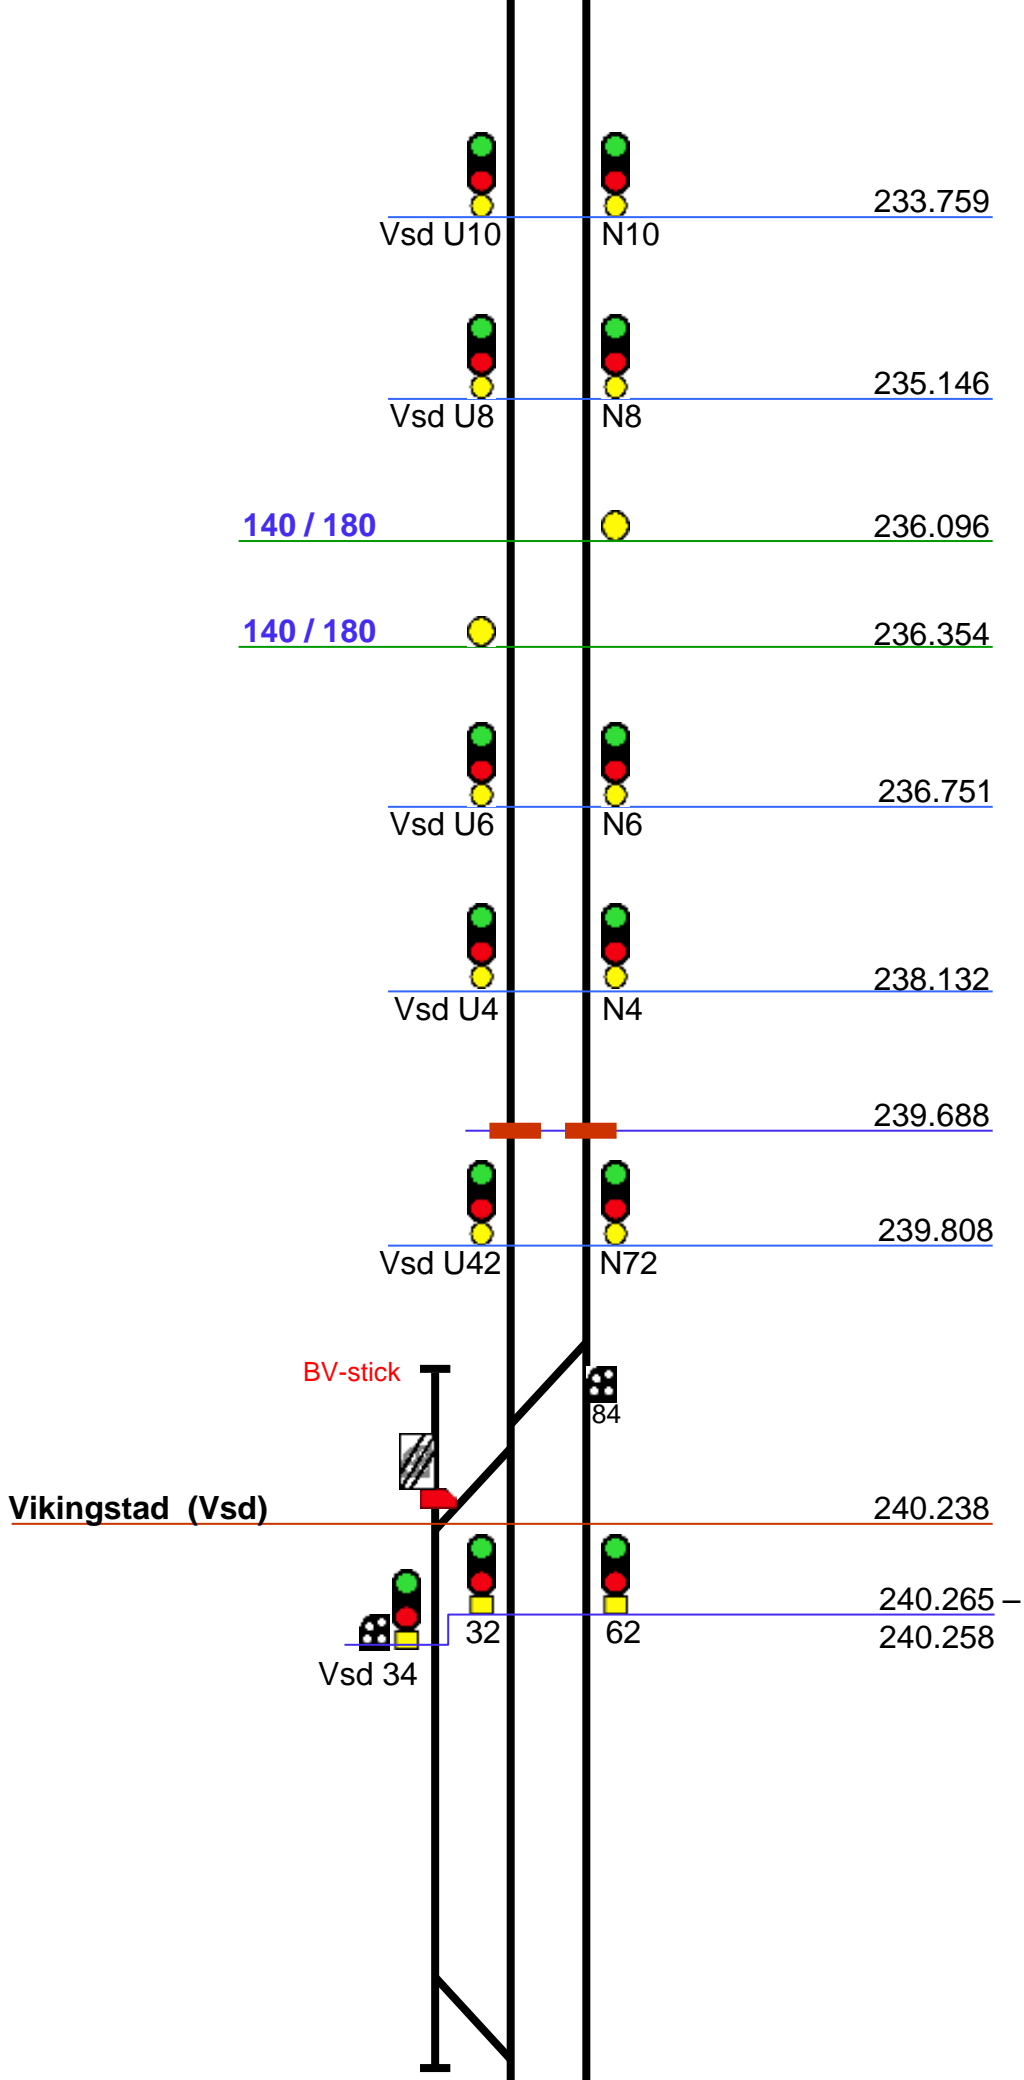 233.759
Vsd U10 N10
235.146
Vsd U8 N8
140 / 180 236.096
140 / 180 236.354
236.751
Vsd U6 N6
238.132
Vsd U4 N4
239.688
239.808
Vsd U42 N72
BV-stick
84
Vikingstad (Vsd) 240.238
240.265 –
32 62 240.258
Vsd 34